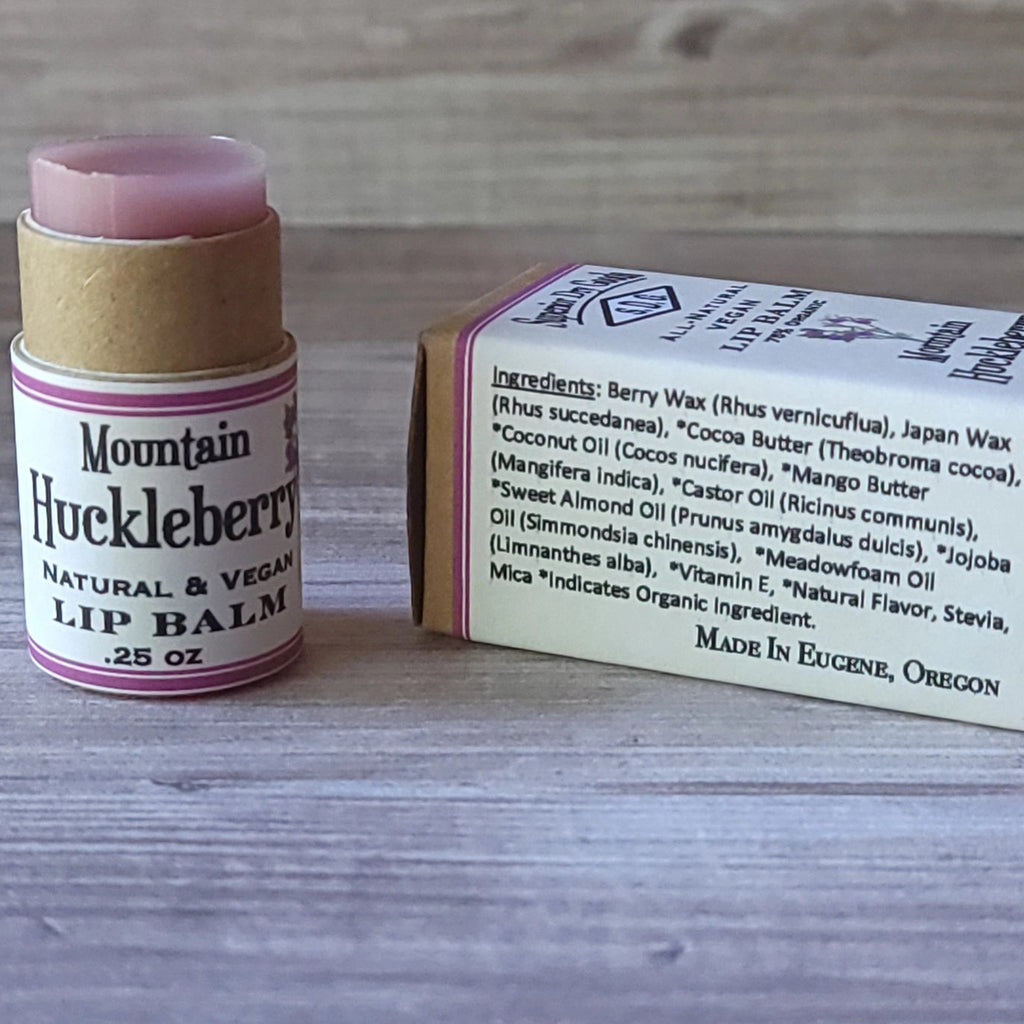 Mountain
Huckleberry
NATURAL & VEGAN
LIP BALM
.25 OZ
S.D.G.
ALL-NATURAL
VEGAN
LIP BALM
70% ORGANIC
Mountain
Huckleberry
Ingredients: Berry Wax (Rhus vernicuflua), Japan Wax
(Rhus succedanea), *Cocoa Butter (Theobroma cocoa),
*Coconut Oil (Cocos nucifera), *Mango Butter
(Mangifera indica), *Castor Oil (Ricinus communis),
*Sweet Almond Oil (Prunus amygdalus dulcis), *Jojoba
Oil (Simmondsia chinensis), *Meadowfoam Oil
(Limnanthes alba), *Vitamin E, *Natural Flavor, Stevia,
Mica *Indicates Organic Ingredient.
MADE IN EUGENE, OREGON